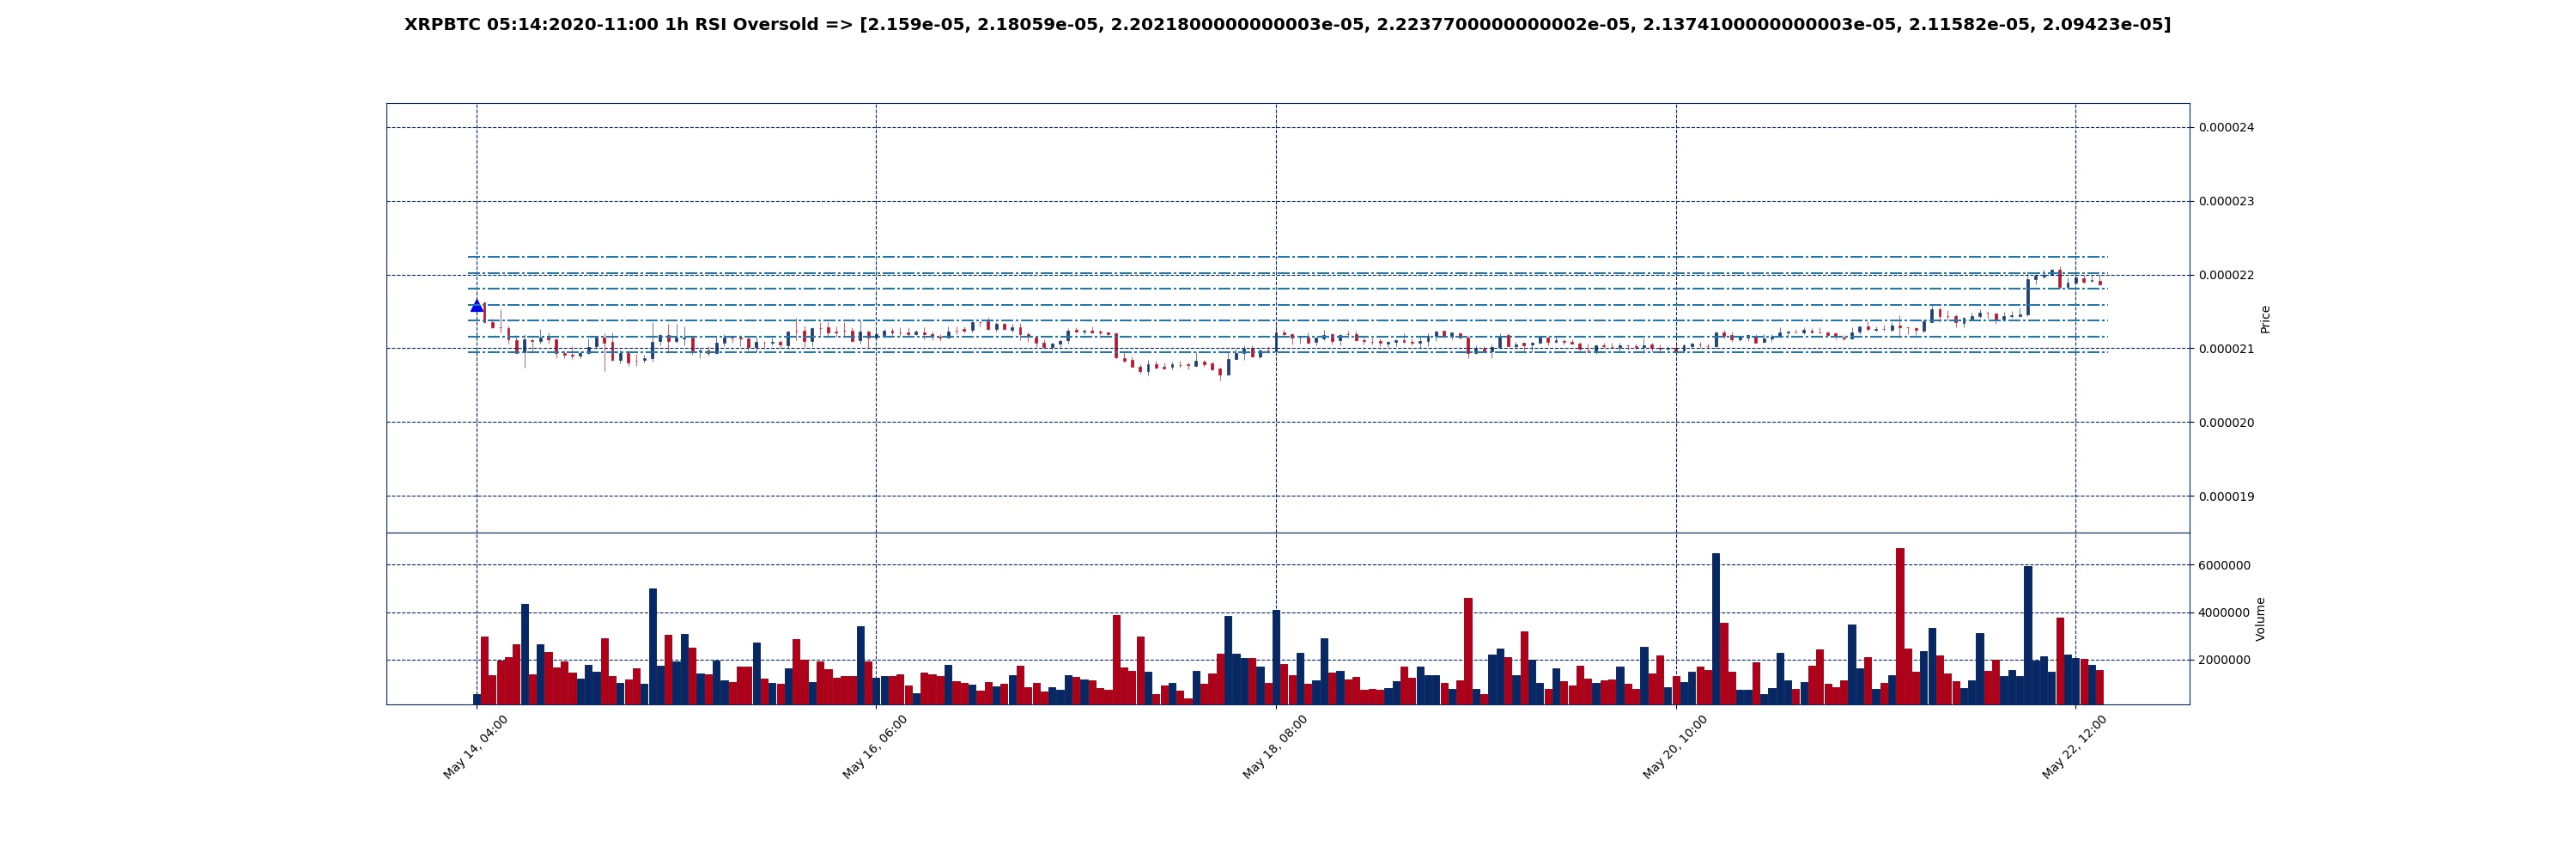 XRPBTC 05:14:2020-11:00 1h RSI Oversold => [2.159e-05, 2.18059e-05, 2.2021800000000003e-05, 2.2237700000000002e-05, 2.1374100000000003e-05, 2.11582e-05, 2.09423e-05]
0.000024
0.000023
0.000022
0.000021
0.000020
0.000019
Price
6000000
4000000
2000000
Volume
May 14, 04:00
May 16, 06:00
May 18, 08:00
May 20, 10:00
May 22, 12:00